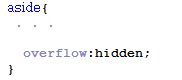 aside{
. . .
overflow:hidden;
}